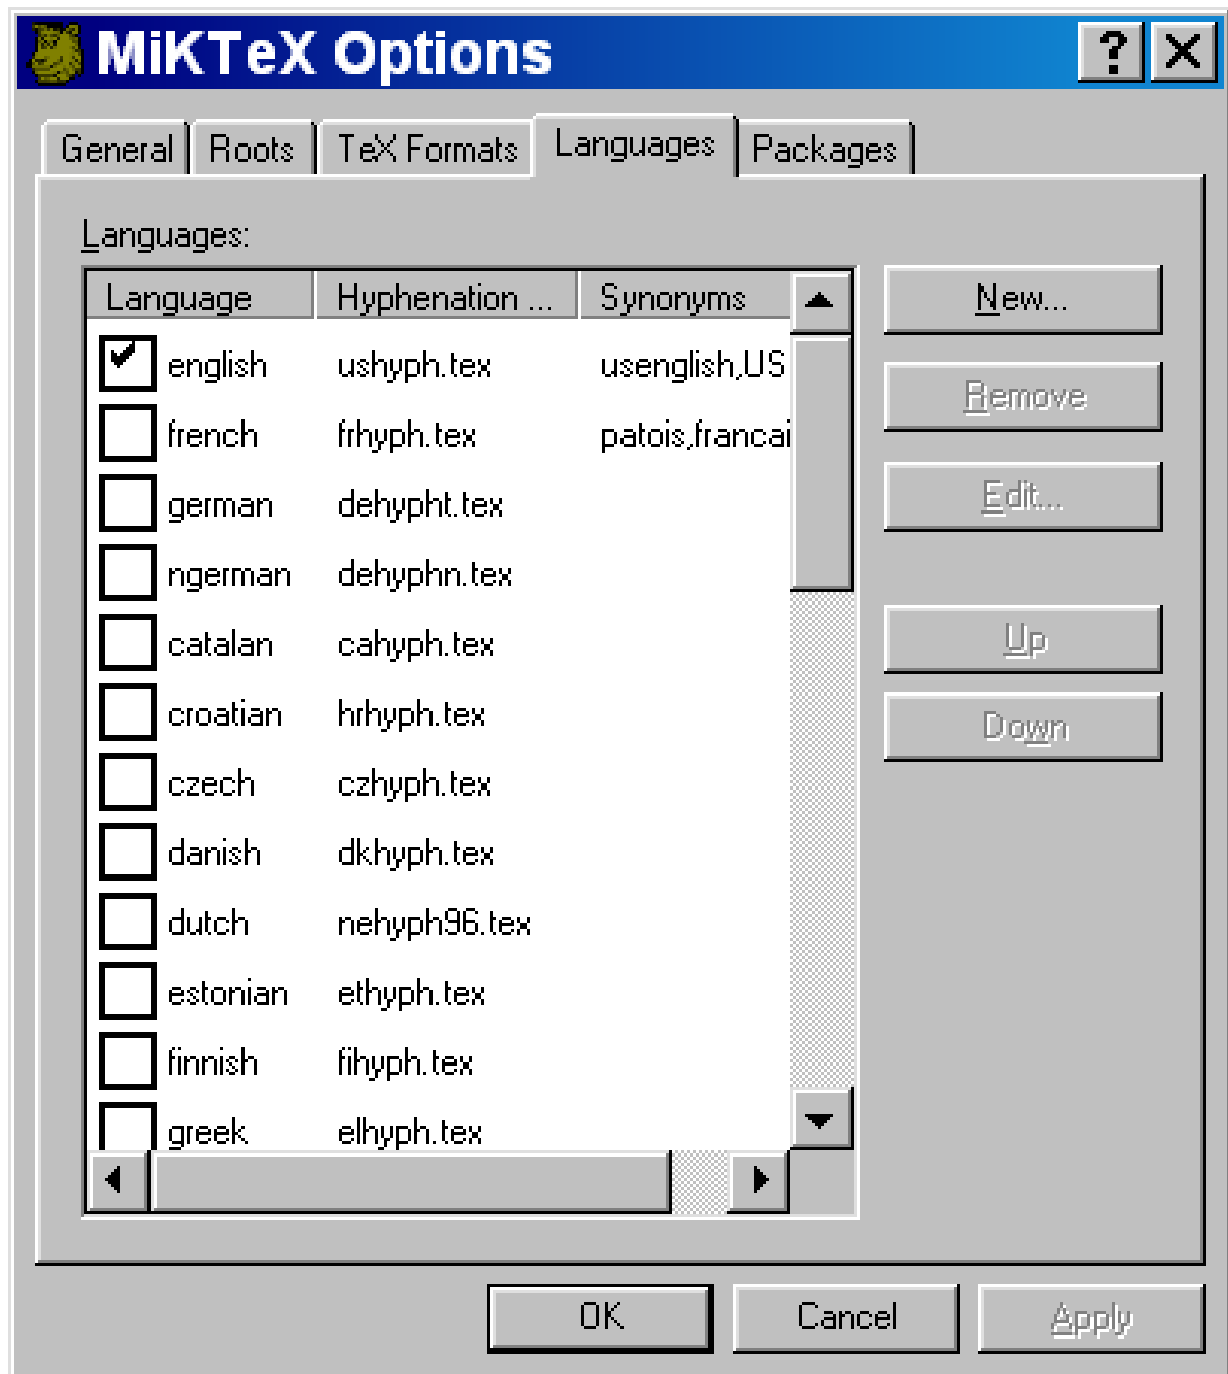 MiKTeX Options
General Roots TeX Formats Languages Packages
Languages:
Language Hyphenation ... Synonyms
New...
english ushyph.tex usenglish,US
Remove
french frhyph.tex patois,francai
german dehypht.tex
Edit...
ngerman dehyphn.tex
catalan cahyph.tex
Up
croatian hrhyph.tex
Down
czech czhyph.tex
danish dkhyph.tex
dutch nehyph96.tex
estonian ethyph.tex
finnish fihyph.tex
greek elhyph.tex
OK Cancel Apply